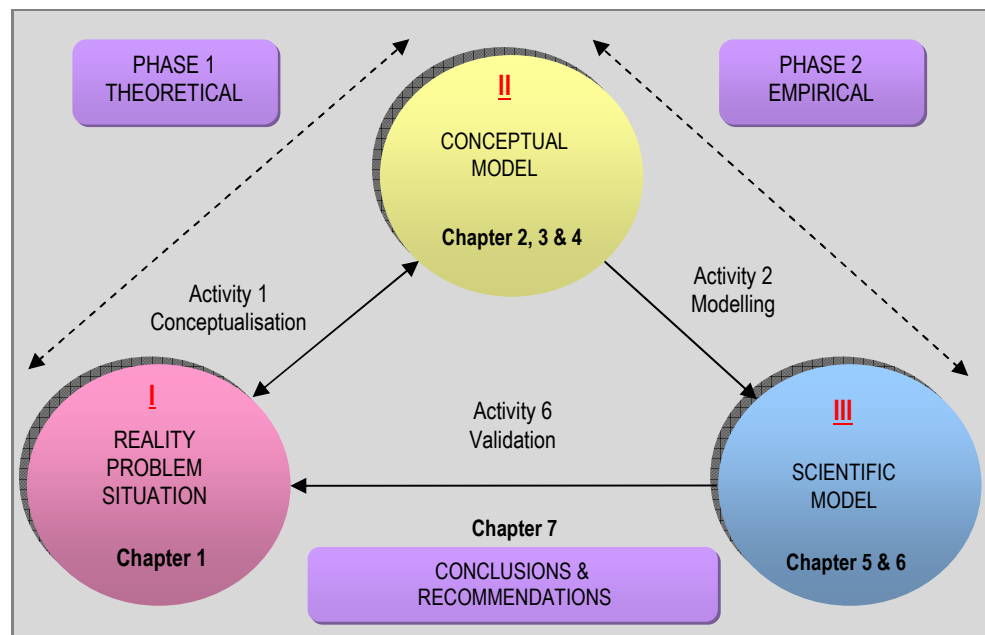 PHASE 1
THEORETICAL
PHASE 2
EMPIRICAL
II
CONCEPTUAL
MODEL
Chapter 2, 3 & 4
Activity 1
Conceptualisation
Activity 2
Modelling
I
REALITY
PROBLEM
SITUATION
Chapter 1
Activity 6
Validation
III
SCIENTIFIC
MODEL
Chapter 5 & 6
Chapter 7
CONCLUSIONS &
RECOMMENDATIONS